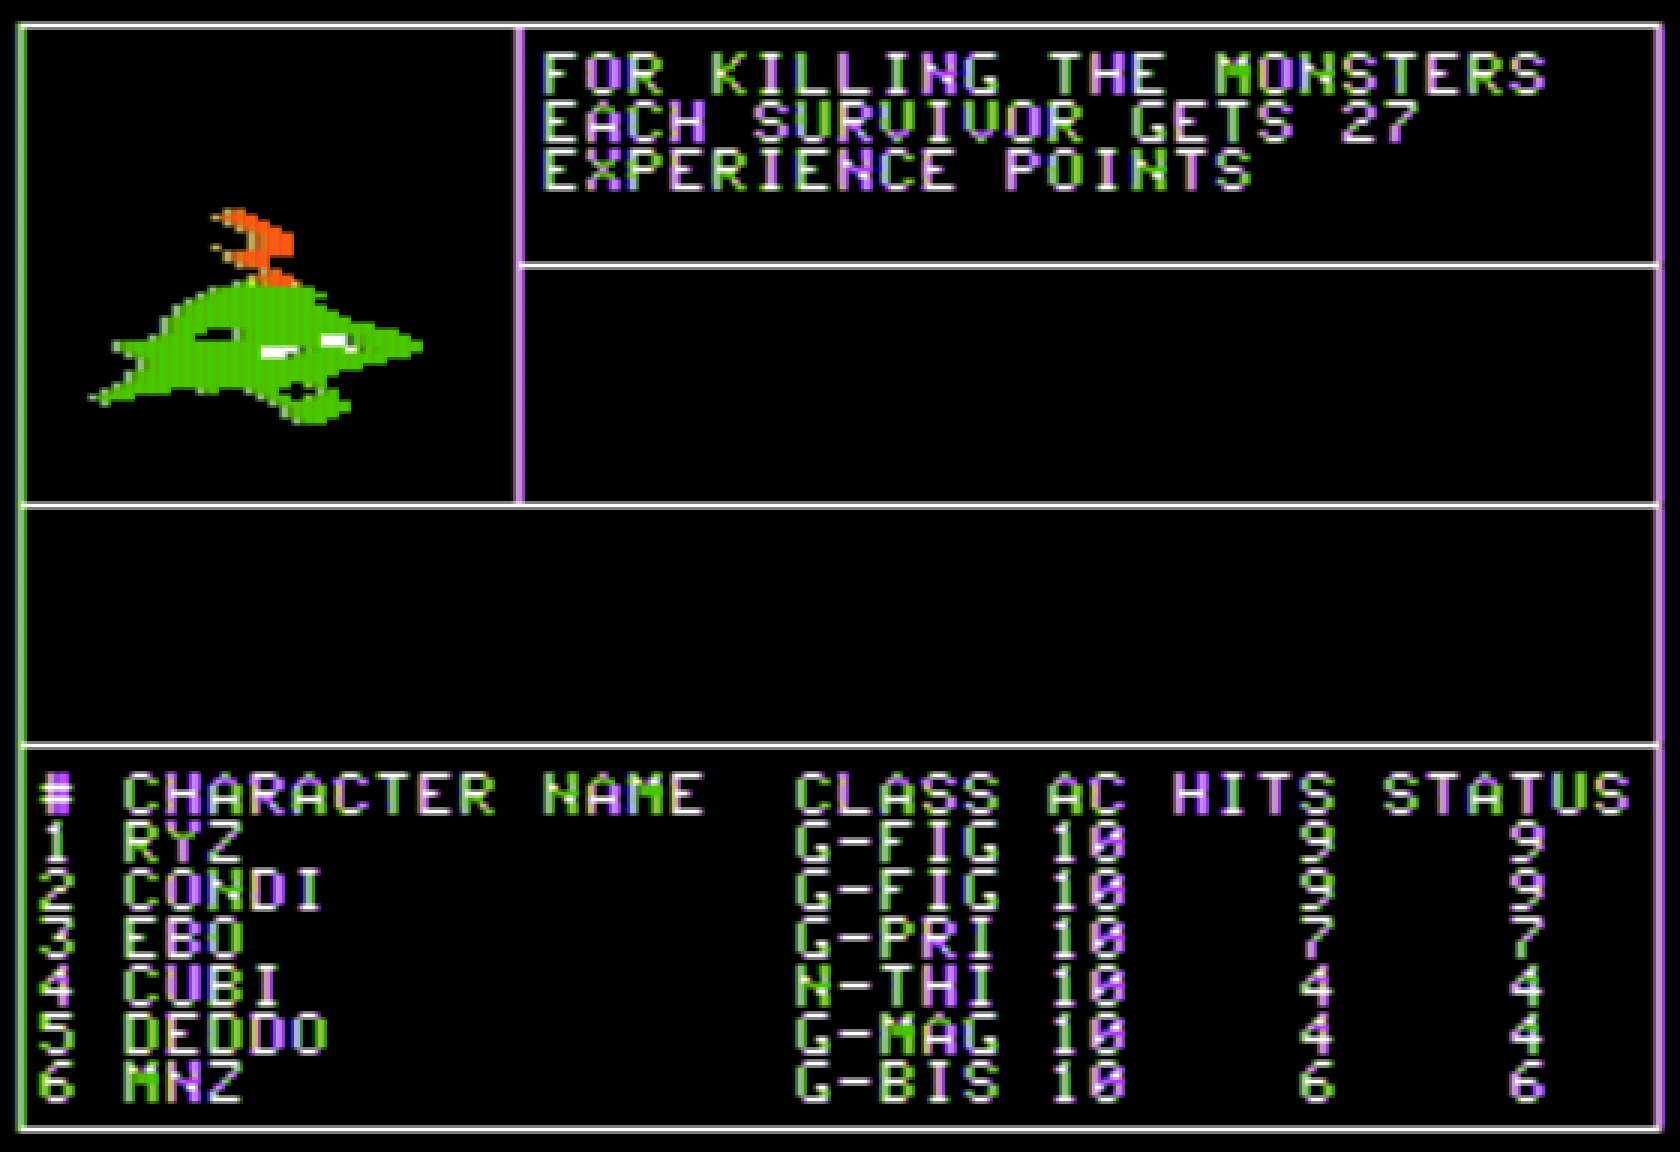 FOR KILLING THE MONSTERS
EACH SURVIVOR GETS 27
EXPERIENCE POINTS
# CHARACTER NAME CLASS AC HITS STATUS
1 RYZ G-FIG 10 9 9
2 CONDI G-FIG 10 9 9
3 EBO G-PRI 10 7 7
4 CUBI N-THI 10 4 4
5 DEDDO G-MAG 10 4 4
6 MNZ G-BIS 10 6 6